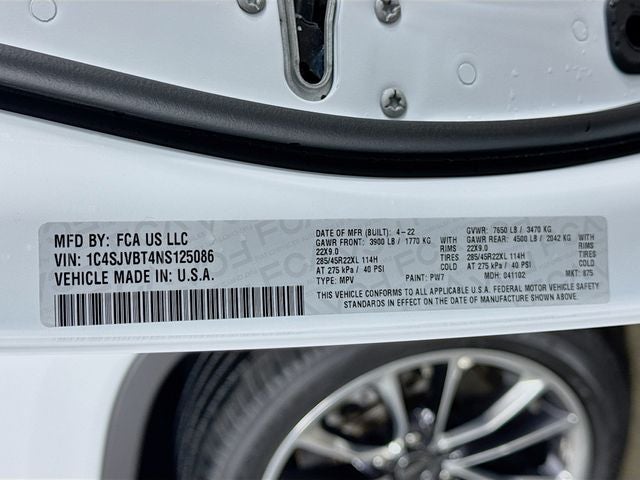 MFD BY: FCA US LLC
VIN: 1C4SJVBT4NS125086
VEHICLE MADE IN: U.S.A.
DATE OF MFR (BUILT): 4-22 GVWR: 7650 LB / 3470 KG
GAWR FRONT: 3900 LB / 1770 KG WITH GAWR REAR: 4500 LB / 2042 KG WITH
22X9.0 RIMS 22X9.0 RIMS
285/45R22XL 114H TIRES 285/45R22XL 114H TIRES
AT 275 kPa / 40 PSI COLD AT 275 kPa / 40 PSI COLD
TYPE: MPV PAINT: PW7 MDH: 041102 MKT: 875
THIS VEHICLE CONFORMS TO ALL APPLICABLE U.S.A. FEDERAL MOTOR VEHICLE SAFETY
STANDARDS IN EFFECT ON THE DATE OF MANUFACTURE SHOWN ABOVE.